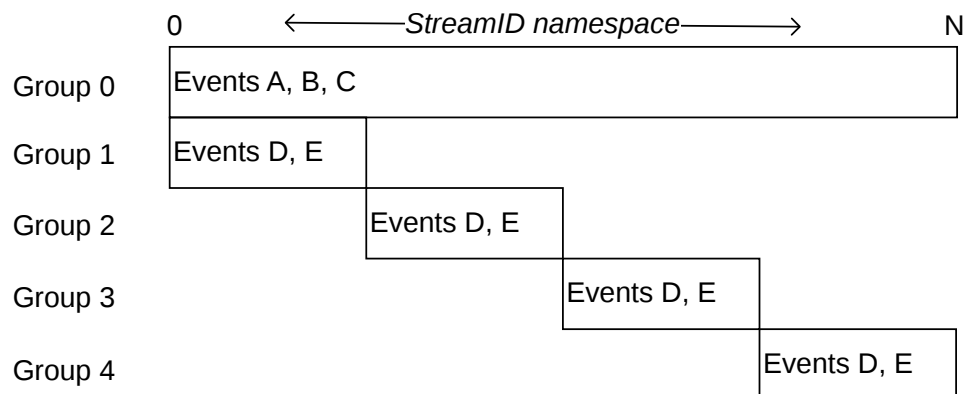 0 StreamID namespace N
Group 0 Events A, B, C
Group 1 Events D, E
Group 2 Events D, E
Group 3 Events D, E
Group 4 Events D, E